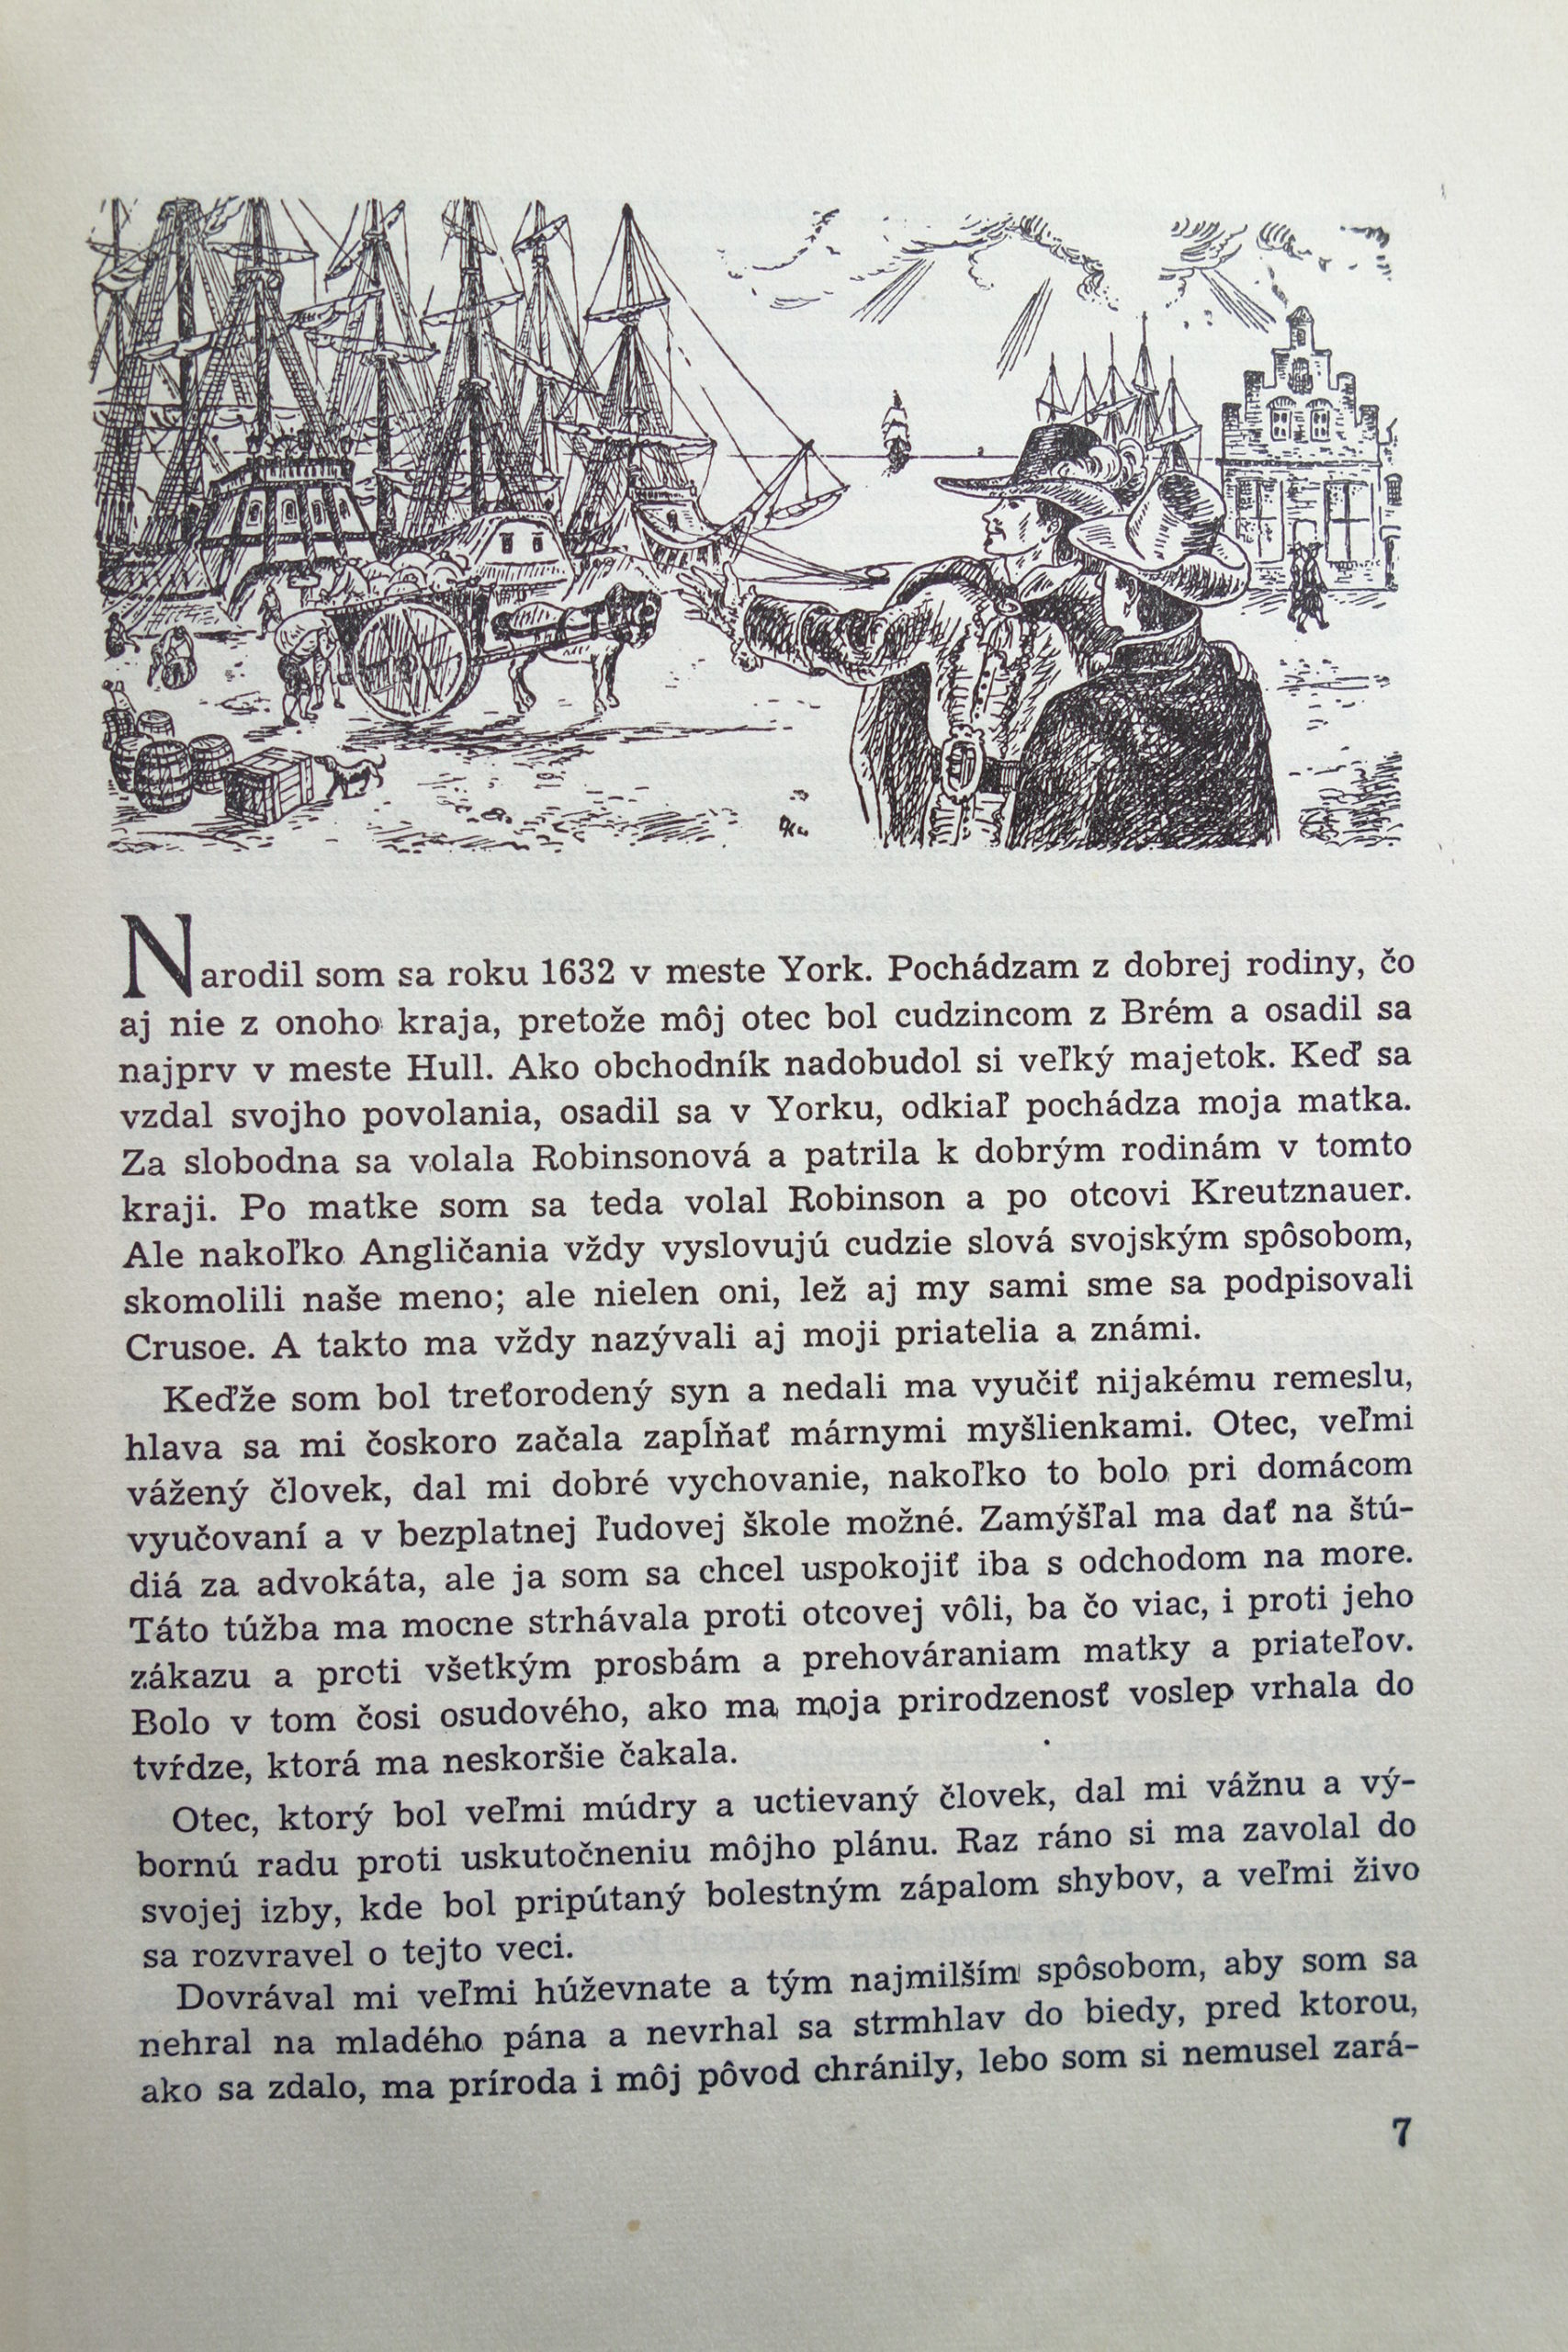 Narodil som sa roku 1632 v meste York. Pochádzam z dobrej rodiny, čo
aj nie z onoho kraja, pretože môj otec bol cudzincom z Brém a osadil sa
najprv v meste Hull. Ako obchodník nadobudol si veľký majetok. Keď sa
vzdal svojho povolania, osadil sa v Yorku, odkiaľ pochádza moja matka.
Za slobodna sa volala Robinsonová a patrila k dobrým rodinám v tomto
kraji. Po matke som sa teda volal Robinson a po otcovi Kreutznauer.
Ale nakoľko Angličania vždy vyslovujú cudzie slová svojským spôsobom,
skomolili naše meno; ale nielen oni, lež aj my sami sme sa podpisovali
Crusoe. A takto ma vždy nazývali aj moji priatelia a známi.
Keďže som bol treťorodený syn a nedali ma vyučiť nijakému remeslu,
hlava sa mi čoskoro začala zapĺňať márnymi myšlienkami. Otec, veľmi
vážený človek, dal mi dobré vychovanie, nakoľko to bolo pri domácom
vyučovaní a v bezplatnej ľudovej škole možné. Zamýšľal ma dať na štú-
diá za advokáta, ale ja som sa chcel uspokojiť iba s odchodom na more.
Táto túžba ma mocne strhávala proti otcovej vôli, ba čo viac, i proti jeho
zákazu a proti všetkým prosbám a prehováraniam matky a priateľov.
Bolo v tom čosi osudového, ako ma moja prirodzenosť voslep vrhala do
tvŕdze, ktorá ma neskoršie čakala.
Otec, ktorý bol veľmi múdry a uctievaný človek, dal mi vážnu a vý-
bornú radu proti uskutočneniu môjho plánu. Raz ráno si ma zavolal do
svojej izby, kde bol pripútaný bolestným zápalom shybov, a veľmi živo
sa rozvravel o tejto veci.
Dovrával mi veľmi húževnate a tým najmilším spôsobom, aby som sa
nehral na mladého pána a nevrhal sa strmhlav do biedy, pred ktorou,
ako sa zdalo, ma príroda i môj pôvod chránily, lebo som si nemusel zará-
7